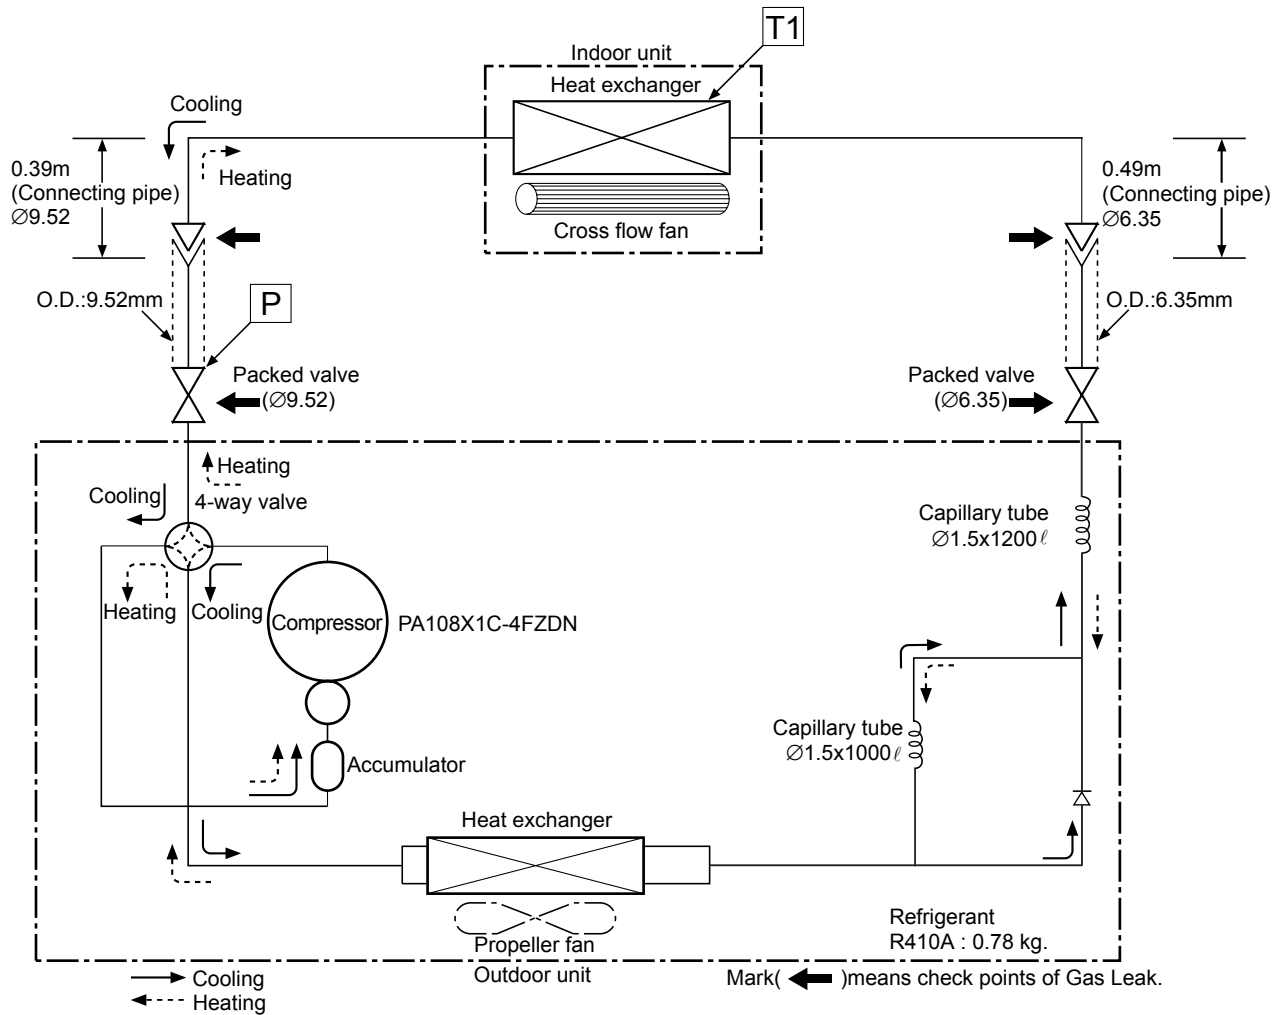 T1
Indoor unit
Heat exchanger
Cooling
0.39m
(Connecting pipe)
∅9.52
Heating
Cross flow fan
0.49m
(Connecting pipe)
∅6.35
O.D.:9.52mm
P
O.D.:6.35mm
Packed valve
(∅9.52)
Packed valve
(∅6.35)
Heating
Cooling
4-way valve
Capillary tube
∅1.5x1200ℓ
Heating
Cooling
Compressor
PA108X1C-4FZDN
Capillary tube
∅1.5x1000ℓ
Accumulator
Heat exchanger
Propeller fan
Refrigerant
R410A : 0.78 kg.
Outdoor unit
Cooling
Heating
Mark( )means check points of Gas Leak.